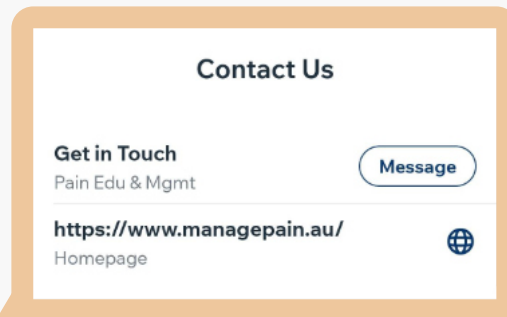 Contact Us
Get in Touch
Message
Pain Edu & Mgmt
https://www.managepain.au/
Homepage